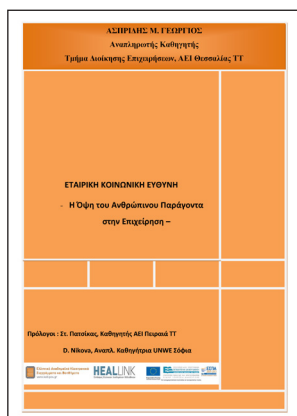 ΑΣΠΡΙΔΗΣ Μ. ΓΕΩΡΓΙΟΣ
Αναπληρωτής Καθηγητής
Τμήμα Διοίκησης Επιχειρήσεων, ΑΕΙ Θεσσαλίας ΤΤ
ΕΤΑΙΡΙΚΗ ΚΟΙΝΩΝΙΚΗ ΕΥΘΥΝΗ
- Η Όψη του Ανθρώπινου Παράγοντα
στην Επιχείρηση –
Πρόλογοι : Στ. Πατσίκας, Καθηγητής ΑΕΙ Πειραιά ΤΤ
D. Nikova, Αναπλ. Καθηγήτρια UNWE Σόφια
HEALLINK